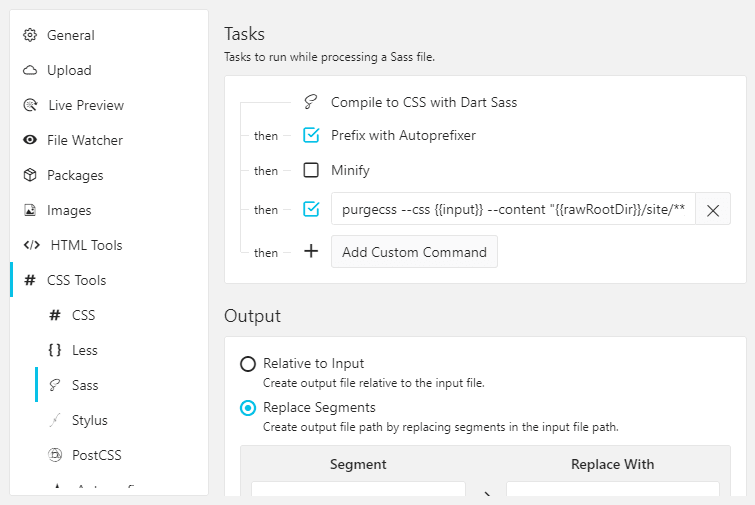 General
Upload
Live Preview
File Watcher
Packages
Images
HTML Tools
CSS Tools
CSS
Less
Sass
Stylus
PostCSS
Tasks
Tasks to run while processing a Sass file.
Compile to CSS with Dart Sass
then Prefix with Autoprefixer
then Minify
then purgecss --css {{input}} --content "{{rawRootDir}}/site/**
then Add Custom Command
Output
Relative to Input
Create output file relative to the input file.
Replace Segments
Create output file path by replacing segments in the input file path.
Segment Replace With